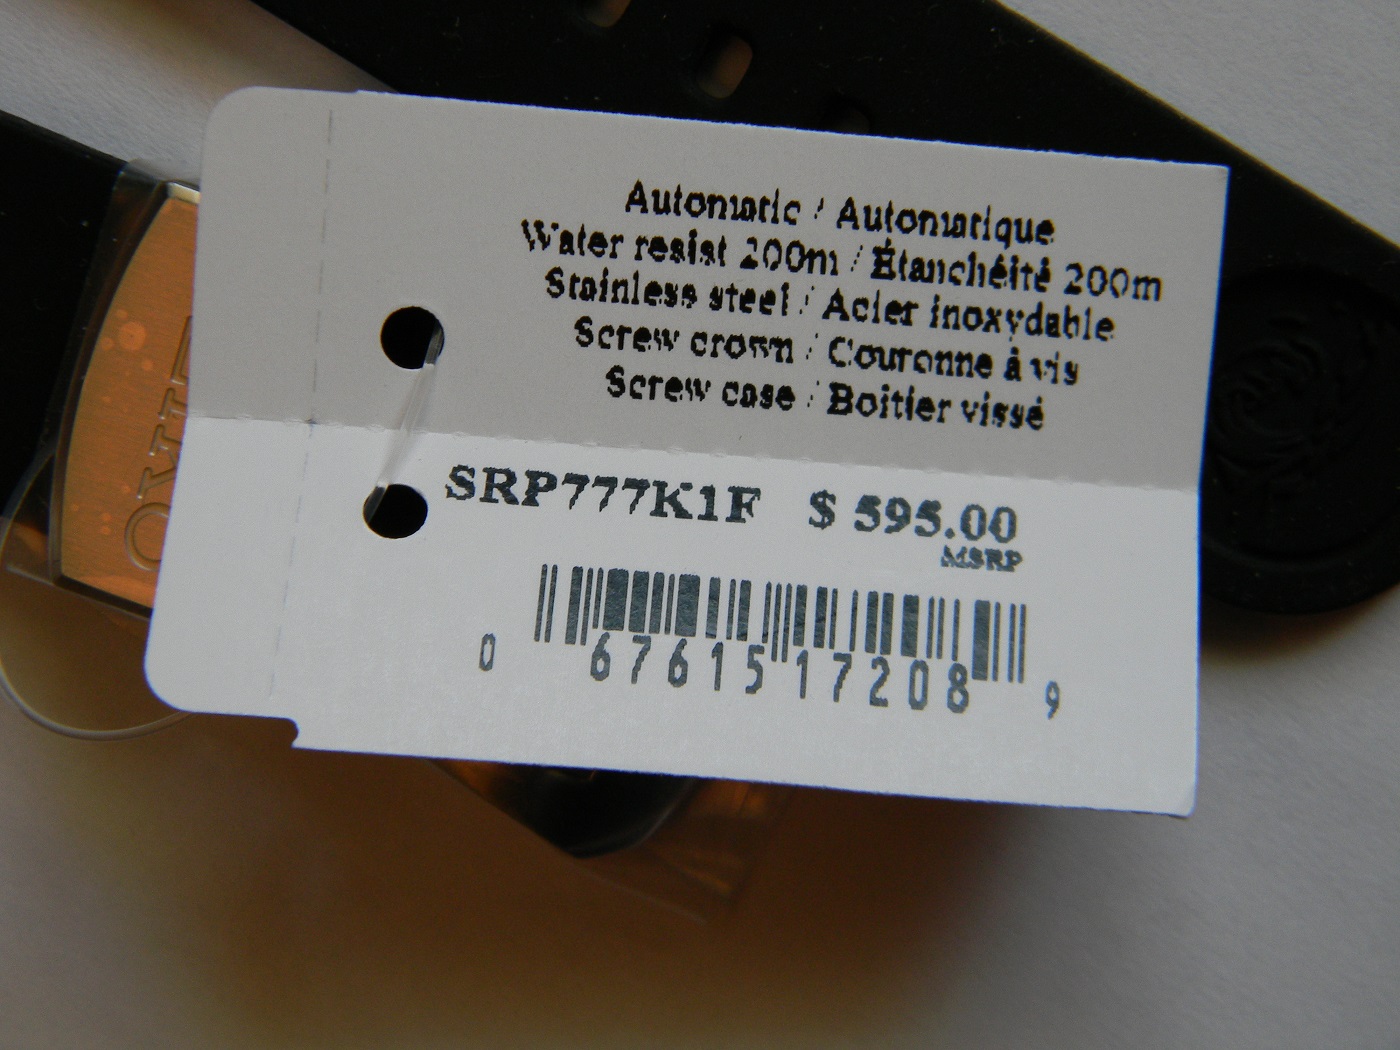 Automatic / Automatique
Water resist 200m / Étanchéité 200m
Stainless steel / Acier inoxydable
Screw crown / Couronne à vis
Screw case / Boîtier vissé
SRP777K1F $ 595.00
MSRP
0 67615 17208 9